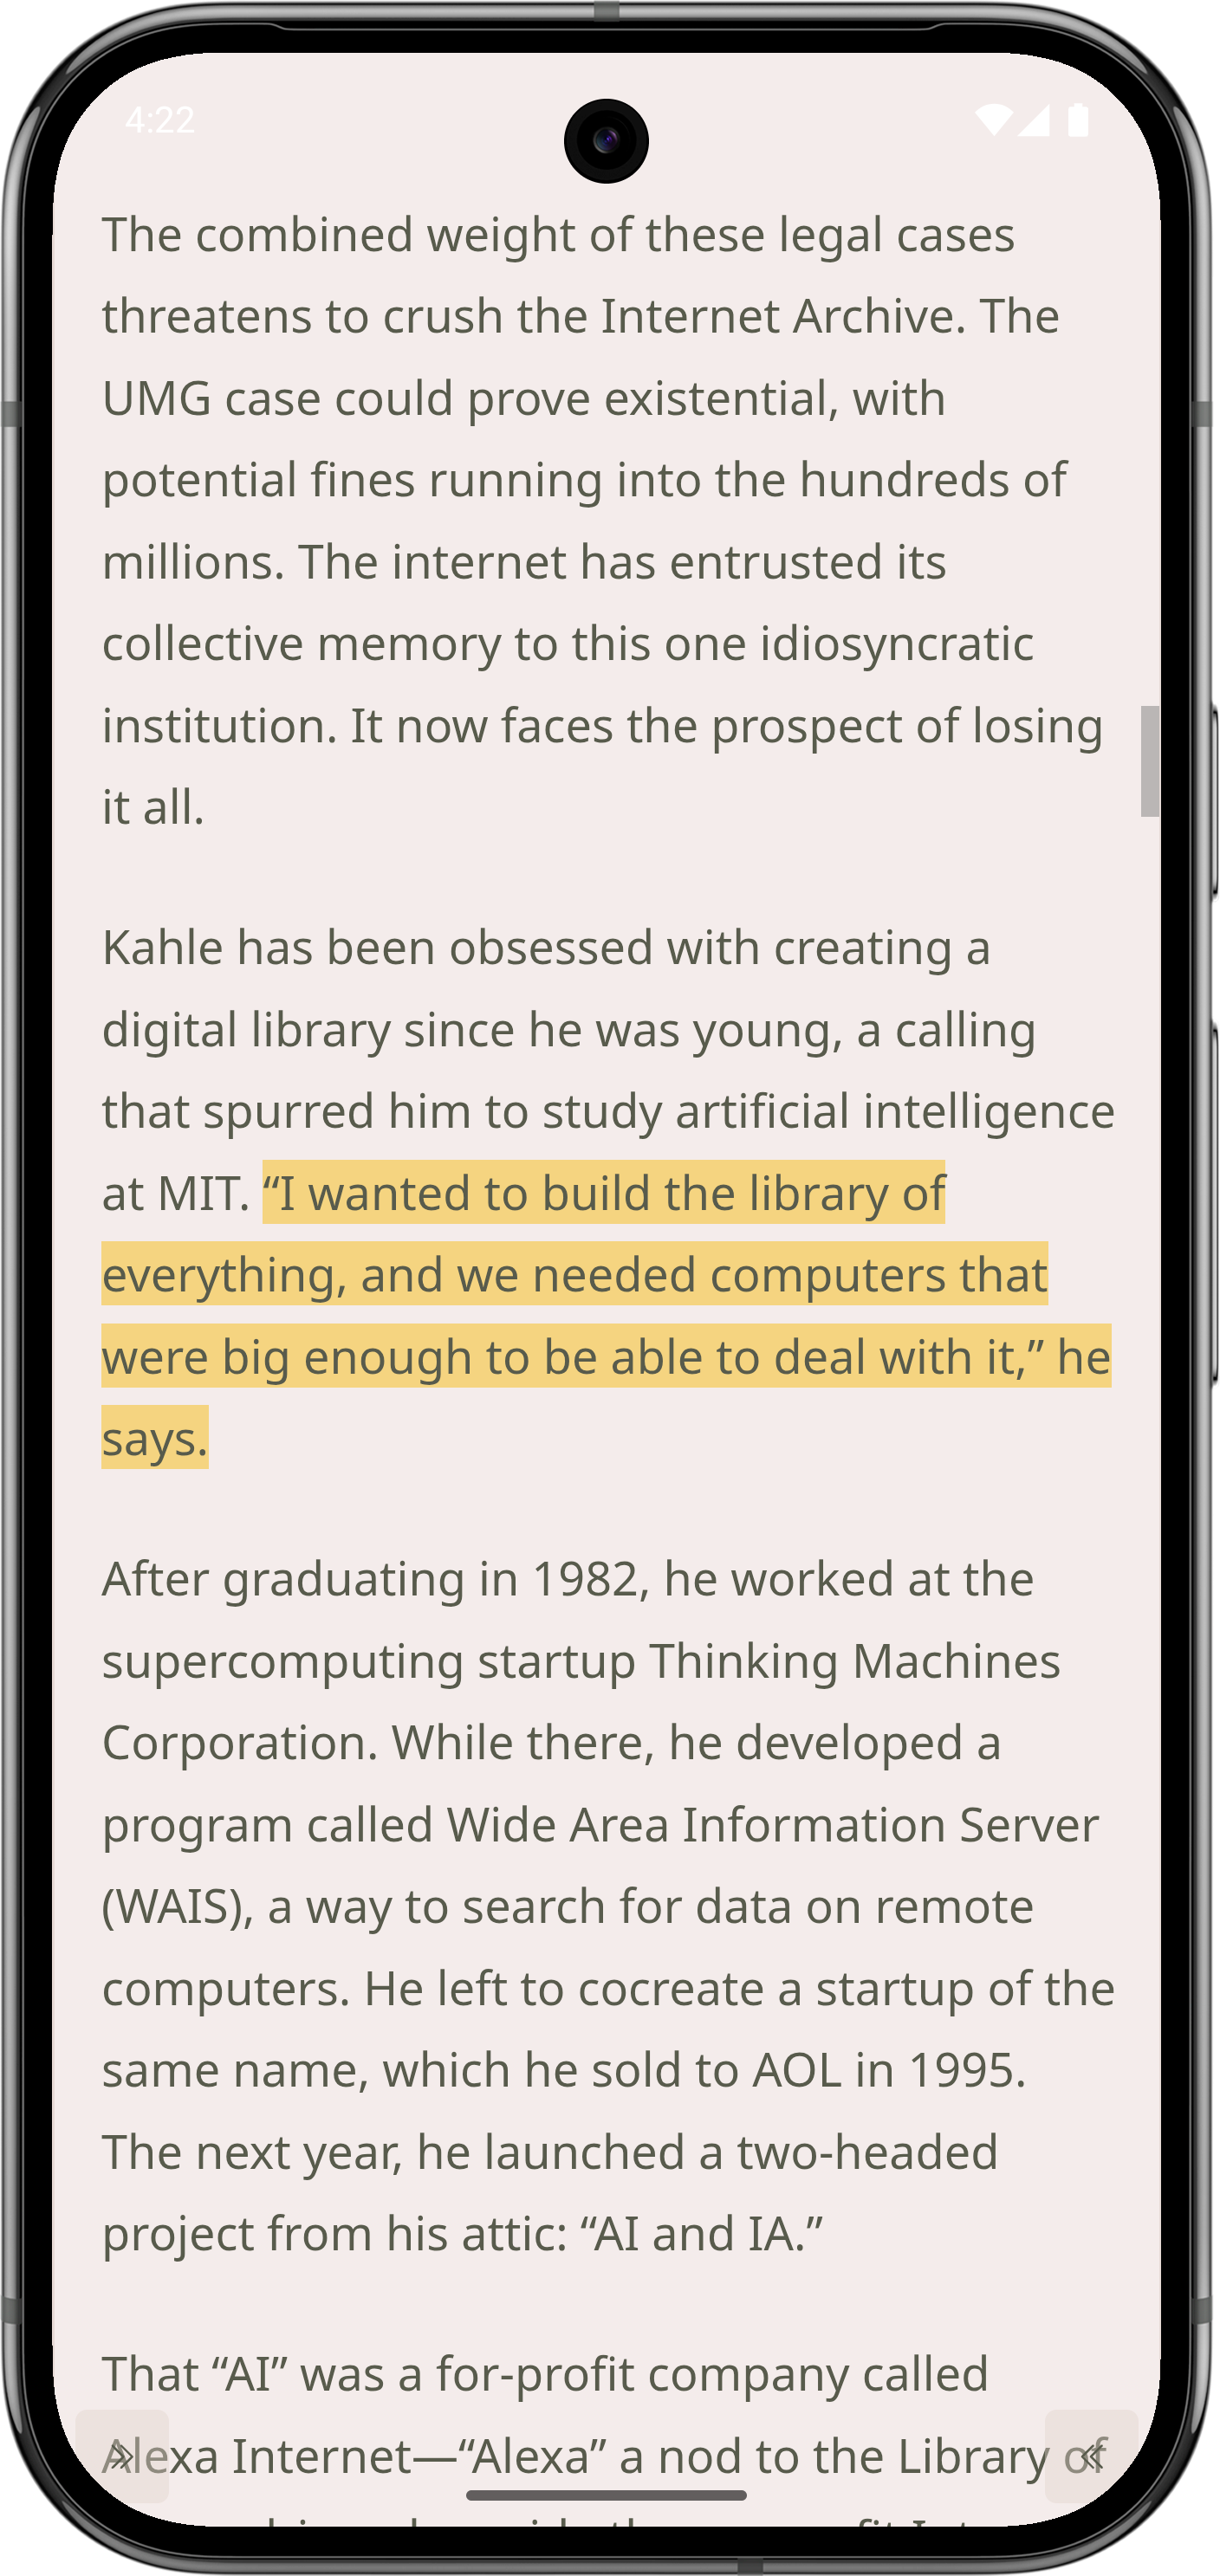 4:22
The combined weight of these legal cases
threatens to crush the Internet Archive. The
UMG case could prove existential, with
potential fines running into the hundreds of
millions. The internet has entrusted its
collective memory to this one idiosyncratic
institution. It now faces the prospect of losing
it all.
Kahle has been obsessed with creating a
digital library since he was young, a calling
that spurred him to study artificial intelligence
at MIT. “I wanted to build the library of
everything, and we needed computers that
were big enough to be able to deal with it,” he
says.
After graduating in 1982, he worked at the
supercomputing startup Thinking Machines
Corporation. While there, he developed a
program called Wide Area Information Server
(WAIS), a way to search for data on remote
computers. He left to cocreate a startup of the
same name, which he sold to AOL in 1995.
The next year, he launched a two-headed
project from his attic: “AI and IA.”
That “AI” was a for-profit company called
Alexa Internet—“Alexa” a nod to the Library of